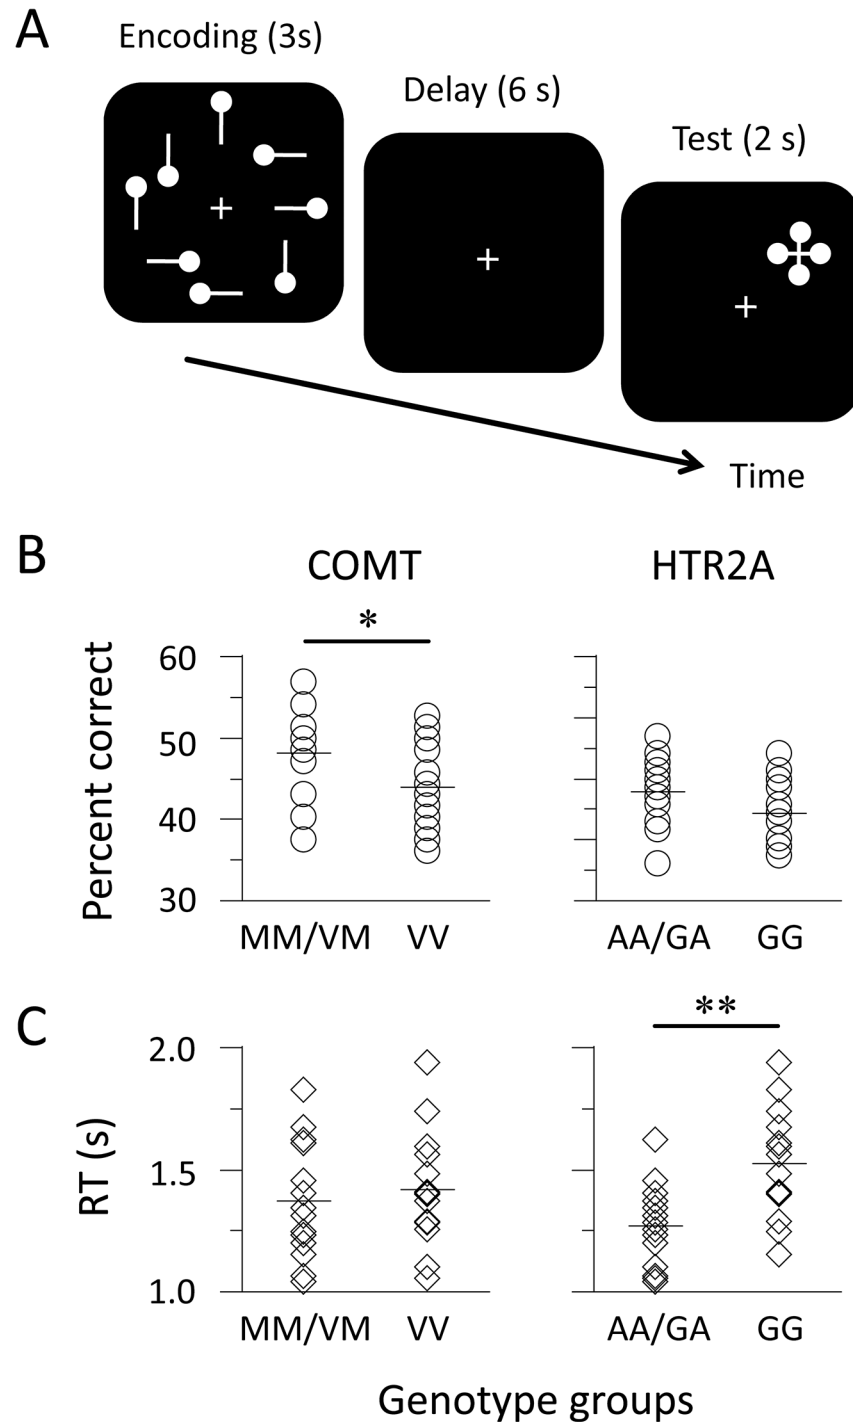 A
Encoding (3s)
Delay (6 s)
Test (2 s)
Time
B
COMT
HTR2A
*
Percent correct
60
50
40
30
MM/VM
VV
AA/GA
GG
C
**
RT (s)
2.0
1.5
1.0
MM/VM
VV
AA/GA
GG
Genotype groups